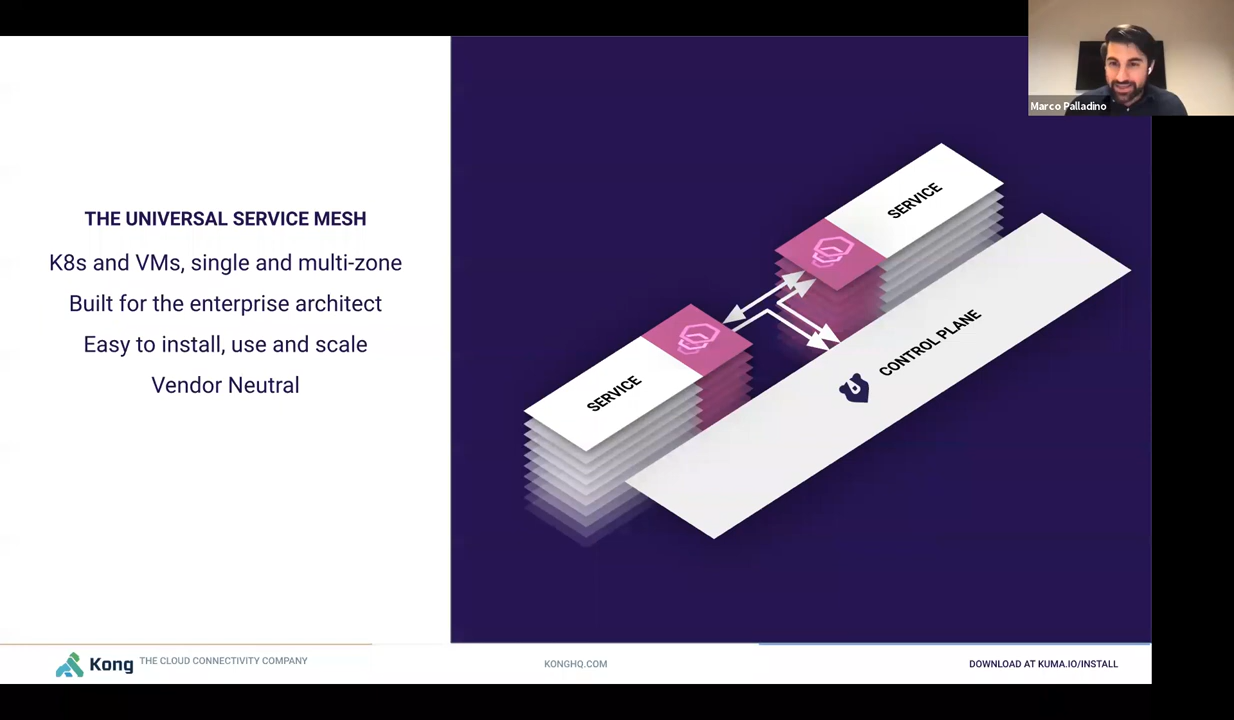 Marco Palladino
THE UNIVERSAL SERVICE MESH
K8s and VMs, single and multi-zone
Built for the enterprise architect
Easy to install, use and scale
Vendor Neutral
SERVICE
SERVICE
CONTROL PLANE
Kong THE CLOUD CONNECTIVITY COMPANY
KONGHQ.COM
DOWNLOAD AT KUMA.IO/INSTALL